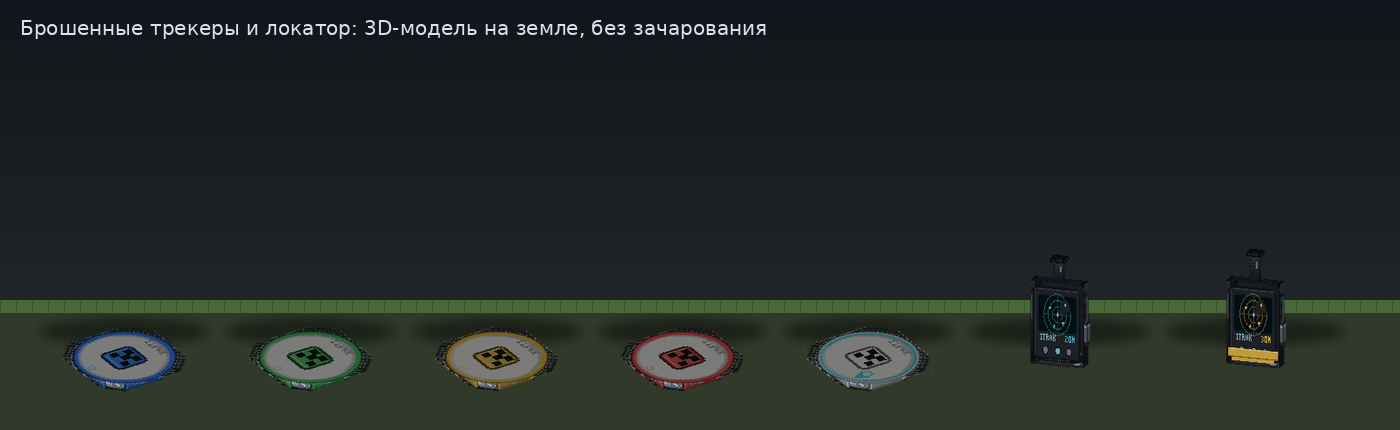 Брошенные трекеры и локатор: 3D-модель на земле, без зачарования